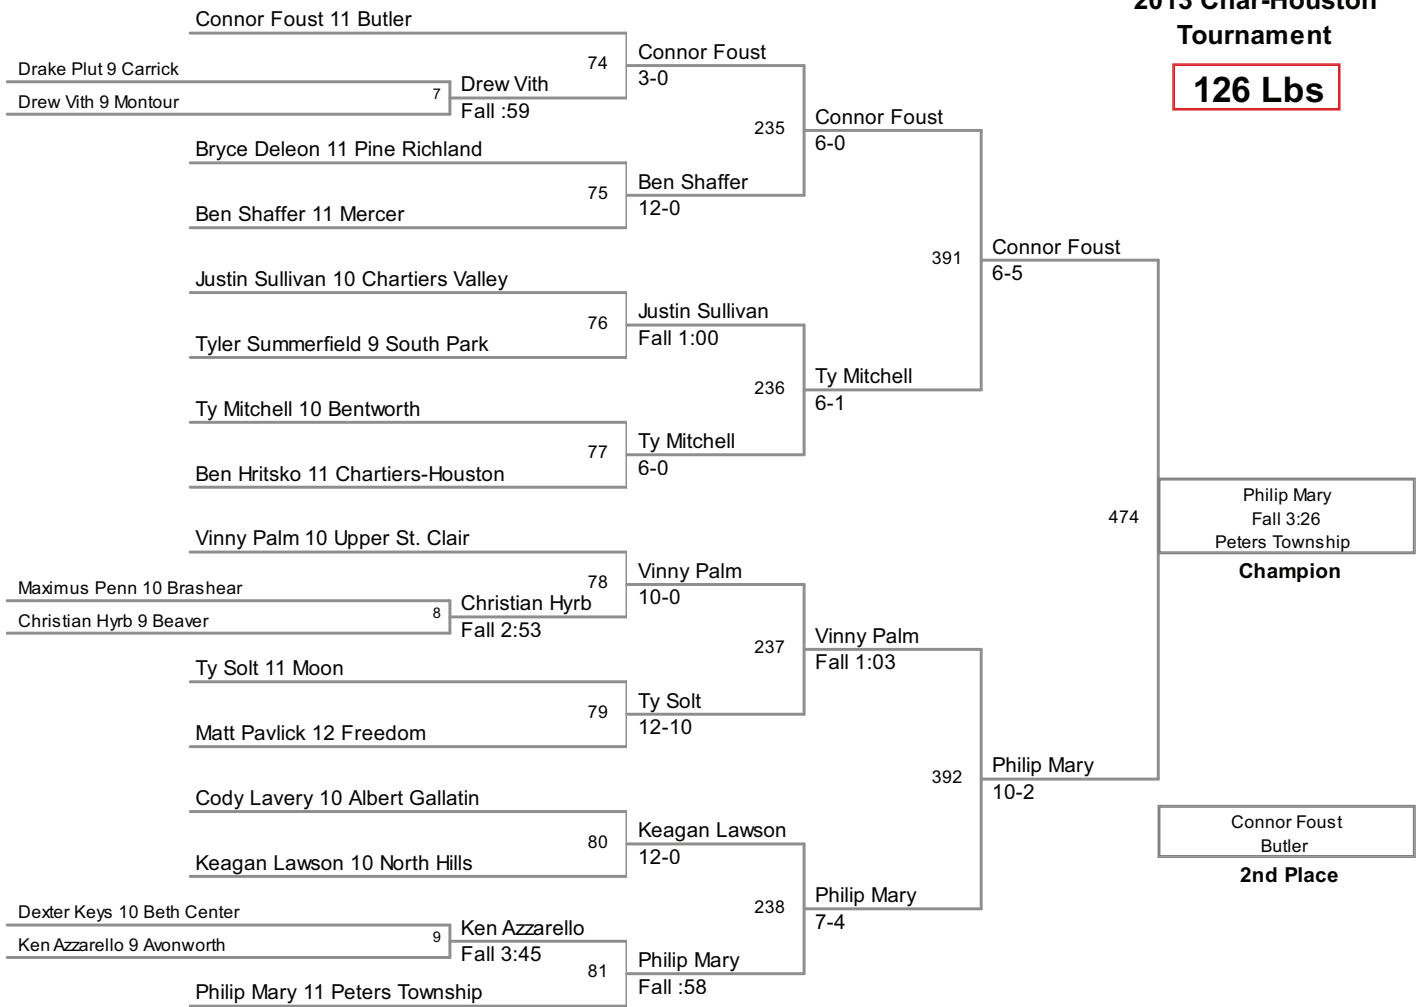 2013 Char-Houston
Tournament
126 Lbs
Connor Foust 11 Butler
Drake Plut 9 Carrick
Drew Vith 9 Montour
7
Drew Vith
Fall :59
74
Connor Foust
3-0
Bryce Deleon 11 Pine Richland
Ben Shaffer 11 Mercer
75
Ben Shaffer
12-0
235
Connor Foust
6-0
Justin Sullivan 10 Chartiers Valley
Tyler Summerfield 9 South Park
76
Justin Sullivan
Fall 1:00
Ty Mitchell 10 Bentworth
Ben Hritsko 11 Chartiers-Houston
77
Ty Mitchell
6-0
236
Ty Mitchell
6-1
391
Connor Foust
6-5
Vinny Palm 10 Upper St. Clair
Maximus Penn 10 Brashear
Christian Hyrb 9 Beaver
8
Christian Hyrb
Fall 2:53
78
Vinny Palm
10-0
Ty Solt 11 Moon
Matt Pavlick 12 Freedom
79
Ty Solt
12-10
237
Vinny Palm
Fall 1:03
Cody Lavery 10 Albert Gallatin
Keagan Lawson 10 North Hills
80
Keagan Lawson
12-0
Dexter Keys 10 Beth Center
Ken Azzarello 9 Avonworth
9
Ken Azzarello
Fall 3:45
Philip Mary 11 Peters Township
81
Philip Mary
Fall :58
238
Philip Mary
7-4
392
Philip Mary
10-2
474
Philip Mary
Fall 3:26
Peters Township
Champion
Connor Foust
Butler
2nd Place